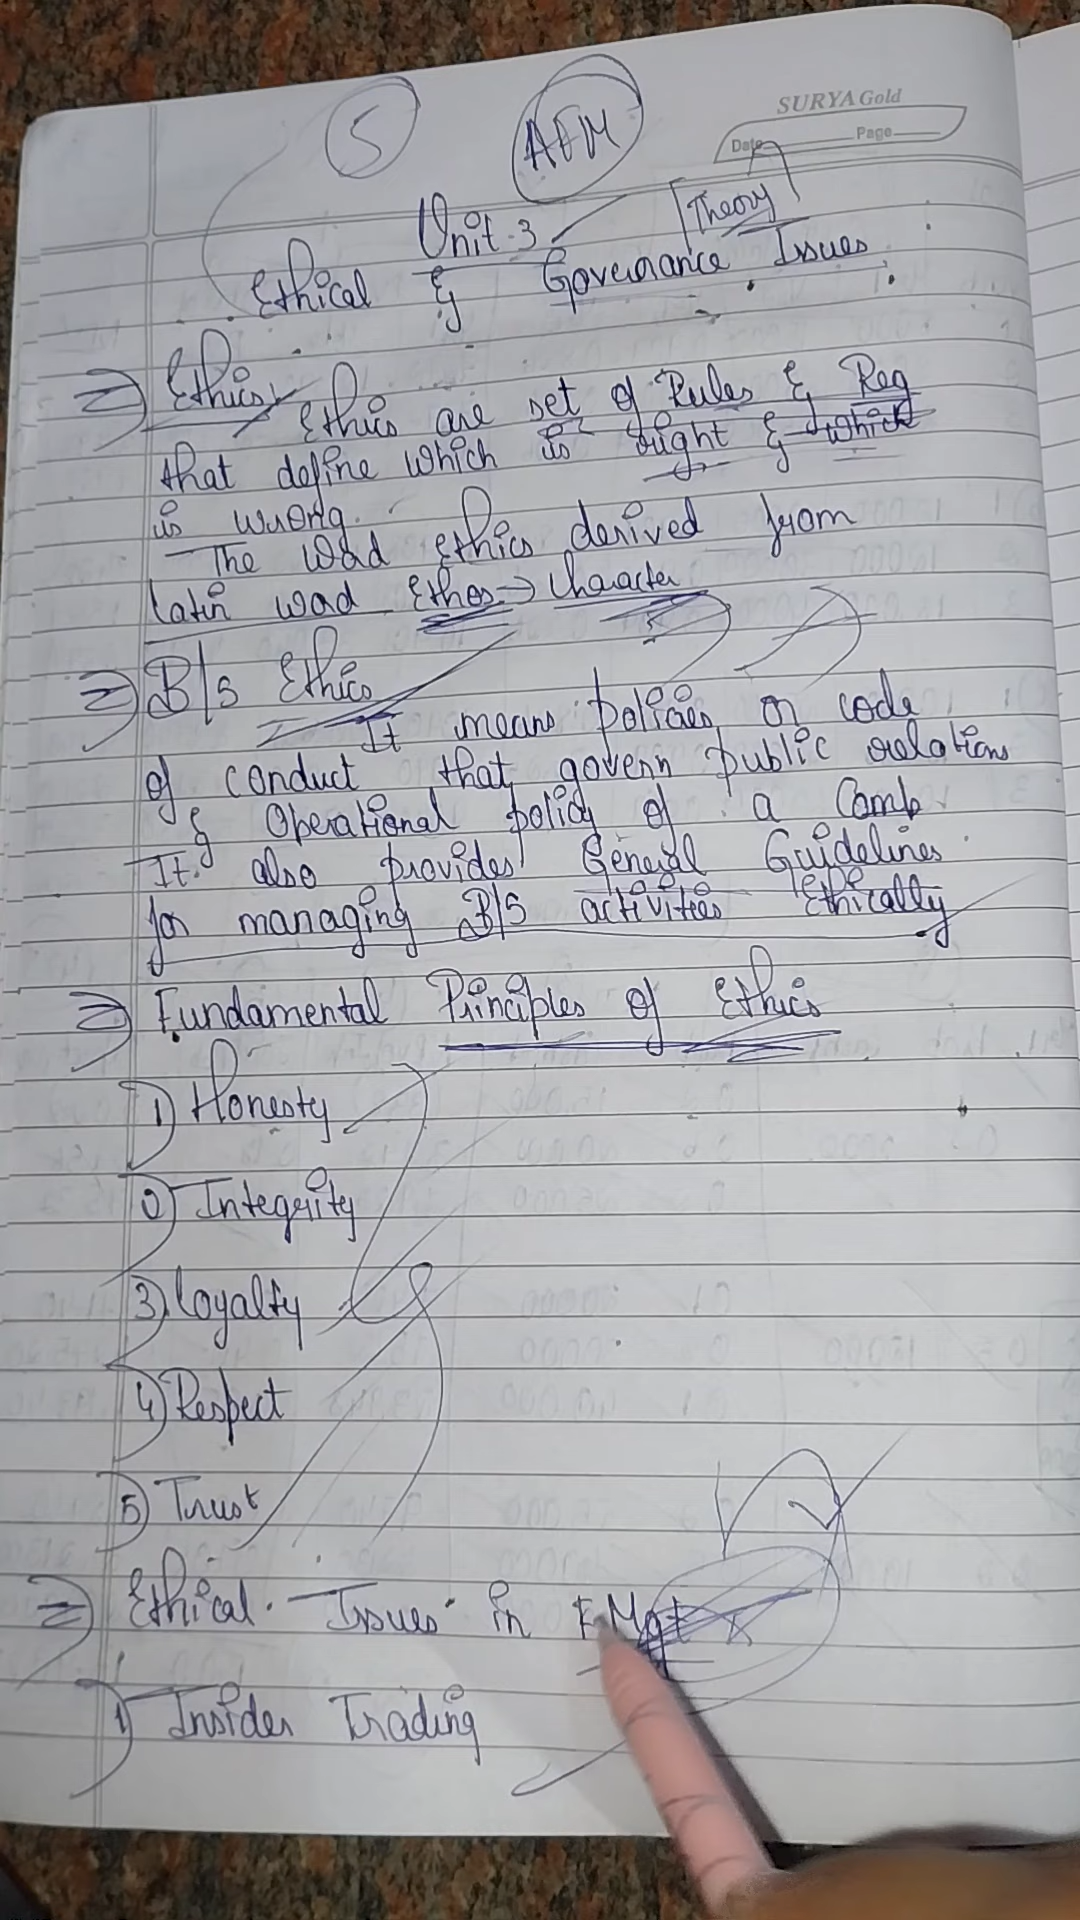 SURYA Gold
Date Page
5 AFM
Theory
Unit-3
Ethical & Governance Issues
Ethics Ethics are set of Rules & Reg
that define which is right & which
is wrong.
The word Ethics derived from
Latin word Ethos → Character
B/s Ethics
It means policies or code
of conduct that govern public relations
& Operational policy of a Comp.
It also provides General Guidelines
for managing B/S activities Ethically
Fundamental Principles of Ethics
1) Honesty
2) Integrity
3) Loyalty
4) Respect
5) Trust
Ethical Issues in F.Mgt
1) Insider Trading